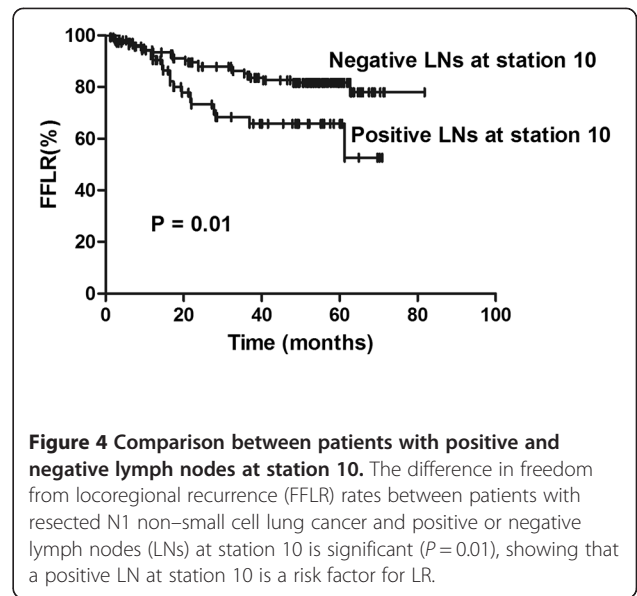 100
80
60
40
20
0
FFLR(%)
Negative LNs at station 10
Positive LNs at station 10
P = 0.01
0 20 40 60 80 100
Time (months)
Figure 4 Comparison between patients with positive and
negative lymph nodes at station 10. The difference in freedom
from locoregional recurrence (FFLR) rates between patients with
resected N1 non–small cell lung cancer and positive or negative
lymph nodes (LNs) at station 10 is significant (P = 0.01), showing that
a positive LN at station 10 is a risk factor for LR.